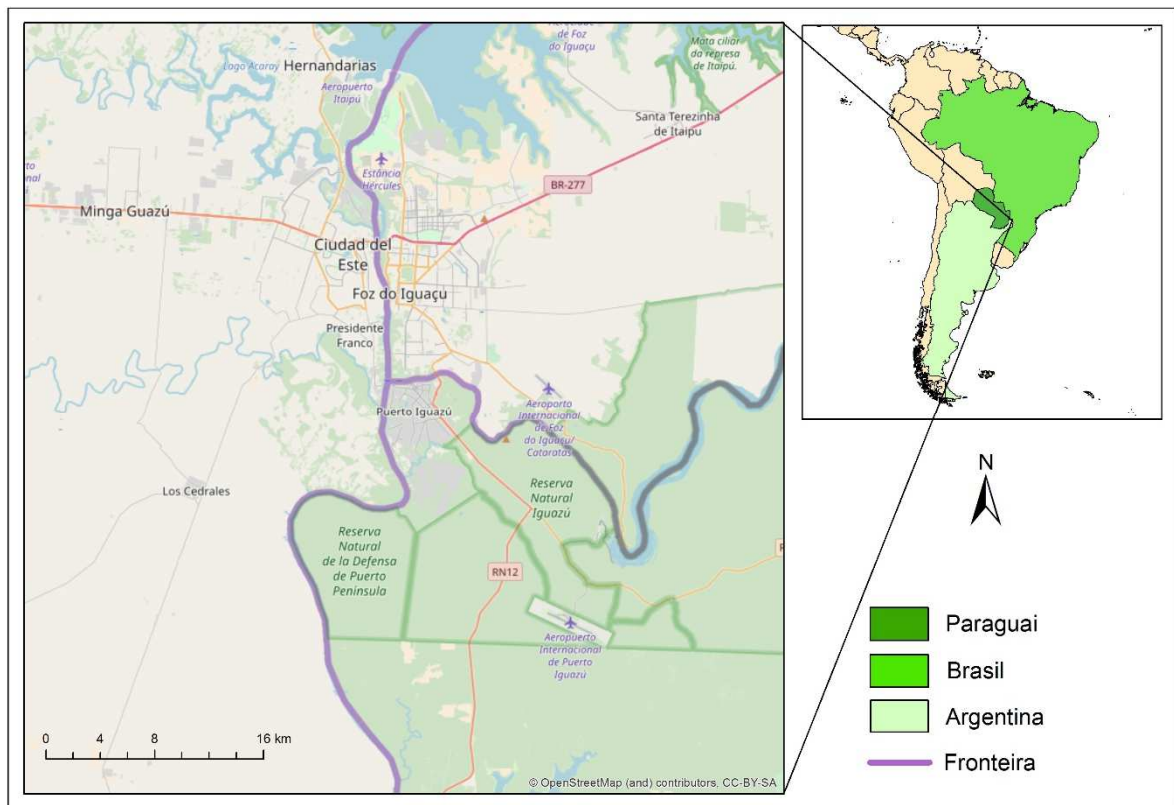 Aeropuerto
de Foz
do Iguaçu
Lago Acaray
Hernandarias
Aeropuerto
Itaipú
Mata ciliar
da represa
de Itaipú.
Santa Terezinha
de Itaipu
Estância
Hércules
BR-277
Minga Guazú
Ciudad del
Este
Foz do Iguaçu
Presidente
Franco
Puerto Iguazú
Aeroporto
Internacional
de Foz
do Iguaçu/
Cataratas
Los Cedrales
Reserva
Natural
Iguazú
Reserva
Natural
de la Defensa
de Puerto
Península
RN12
Aeropuerto
Internacional
de Puerto
Iguazú
0 4 8 16 km
© OpenStreetMap (and) contributors, CC-BY-SA
N
Paraguai
Brasil
Argentina
Fronteira